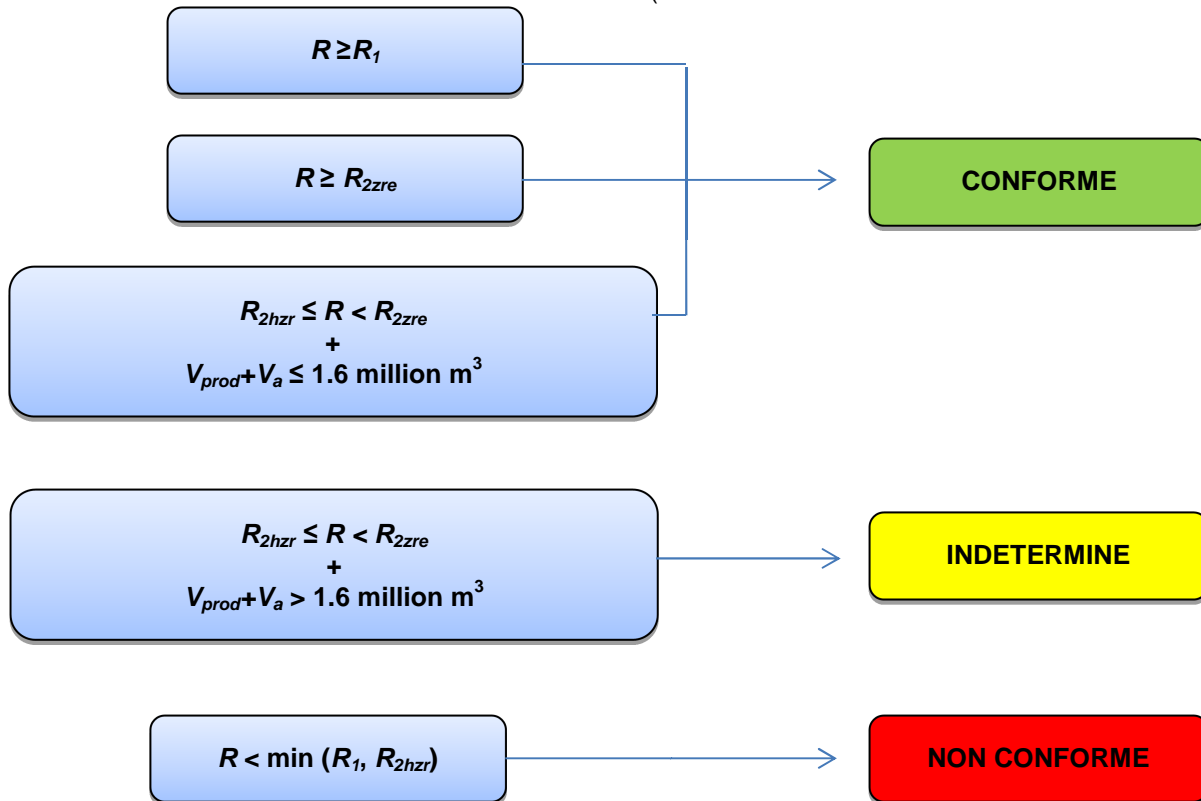 (
R ≥R1
R ≥ R2zre
CONFORME
R2hzr ≤ R < R2zre
+
Vprod+Va ≤ 1.6 million m3
R2hzr ≤ R < R2zre
+
Vprod+Va > 1.6 million m3
INDETERMINE
R < min (R1, R2hzr)
NON CONFORME